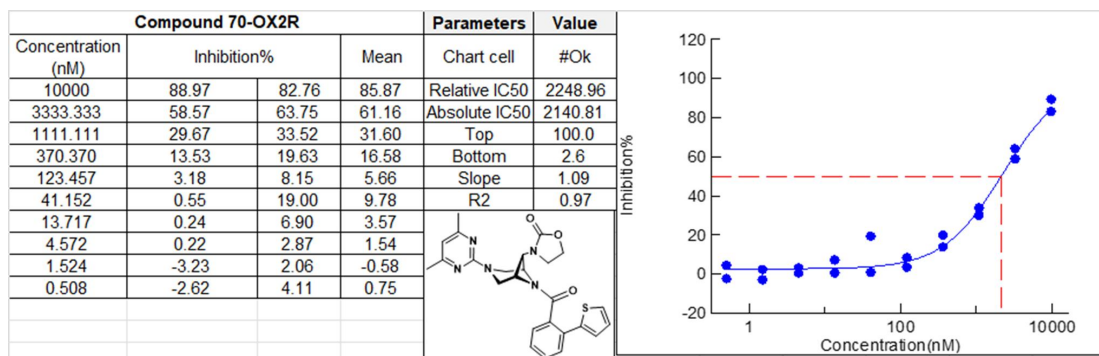 Compound 70-OX2R Parameters Value
Concentration (nM) Inhibition% Mean Chart cell #Ok
10000 88.97 82.76 85.87 Relative IC50 2248.96
3333.333 58.57 63.75 61.16 Absolute IC50 2140.81
1111.111 29.67 33.52 31.60 Top 100.0
370.370 13.53 19.63 16.58 Bottom 2.6
123.457 3.18 8.15 5.66 Slope 1.09
41.152 0.55 19.00 9.78 R2 0.97
13.717 0.24 6.90 3.57
4.572 0.22 2.87 1.54
1.524 -3.23 2.06 -0.58
0.508 -2.62 4.11 0.75
O
O
N
N
N
N
N
O
S
120
100
80
60
40
20
0
-20
Inhibition%
1 100 10000
Concentration(nM)